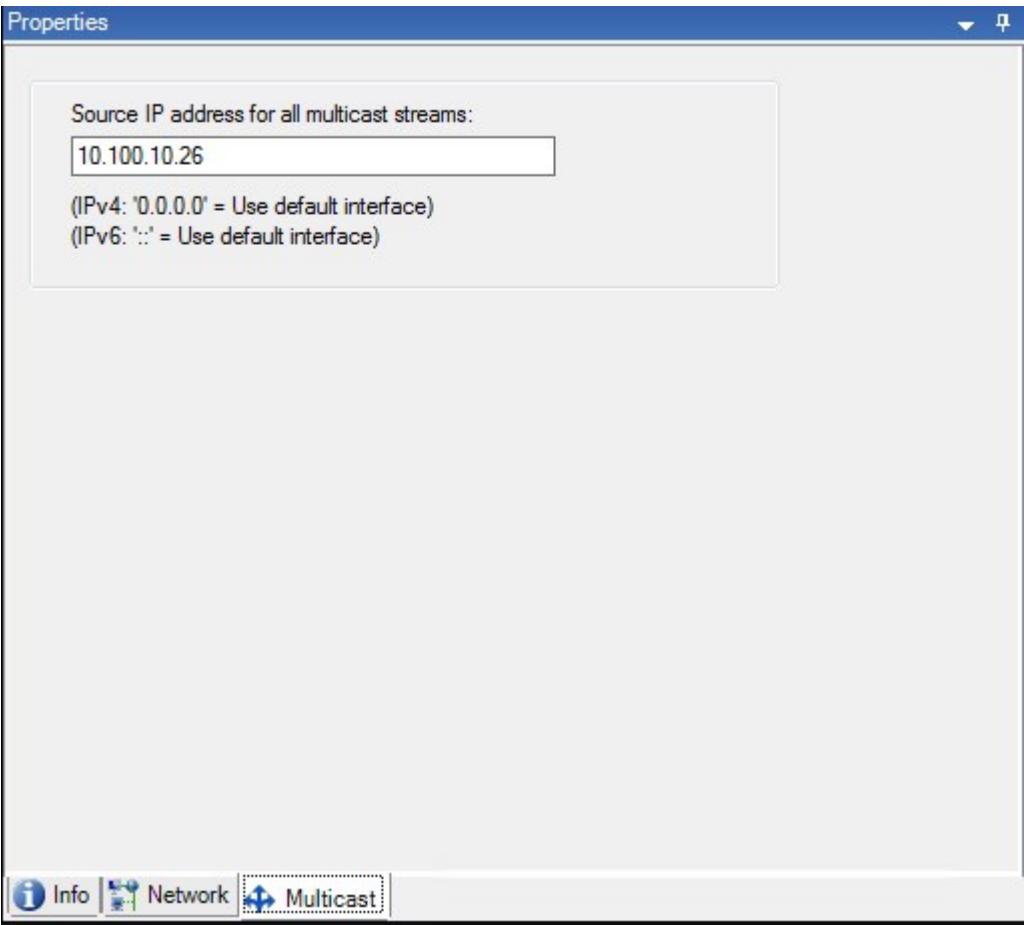 Properties
Source IP address for all multicast streams:
10.100.10.26
(IPv4: '0.0.0.0' = Use default interface)
(IPv6: '::' = Use default interface)
Info Network Multicast